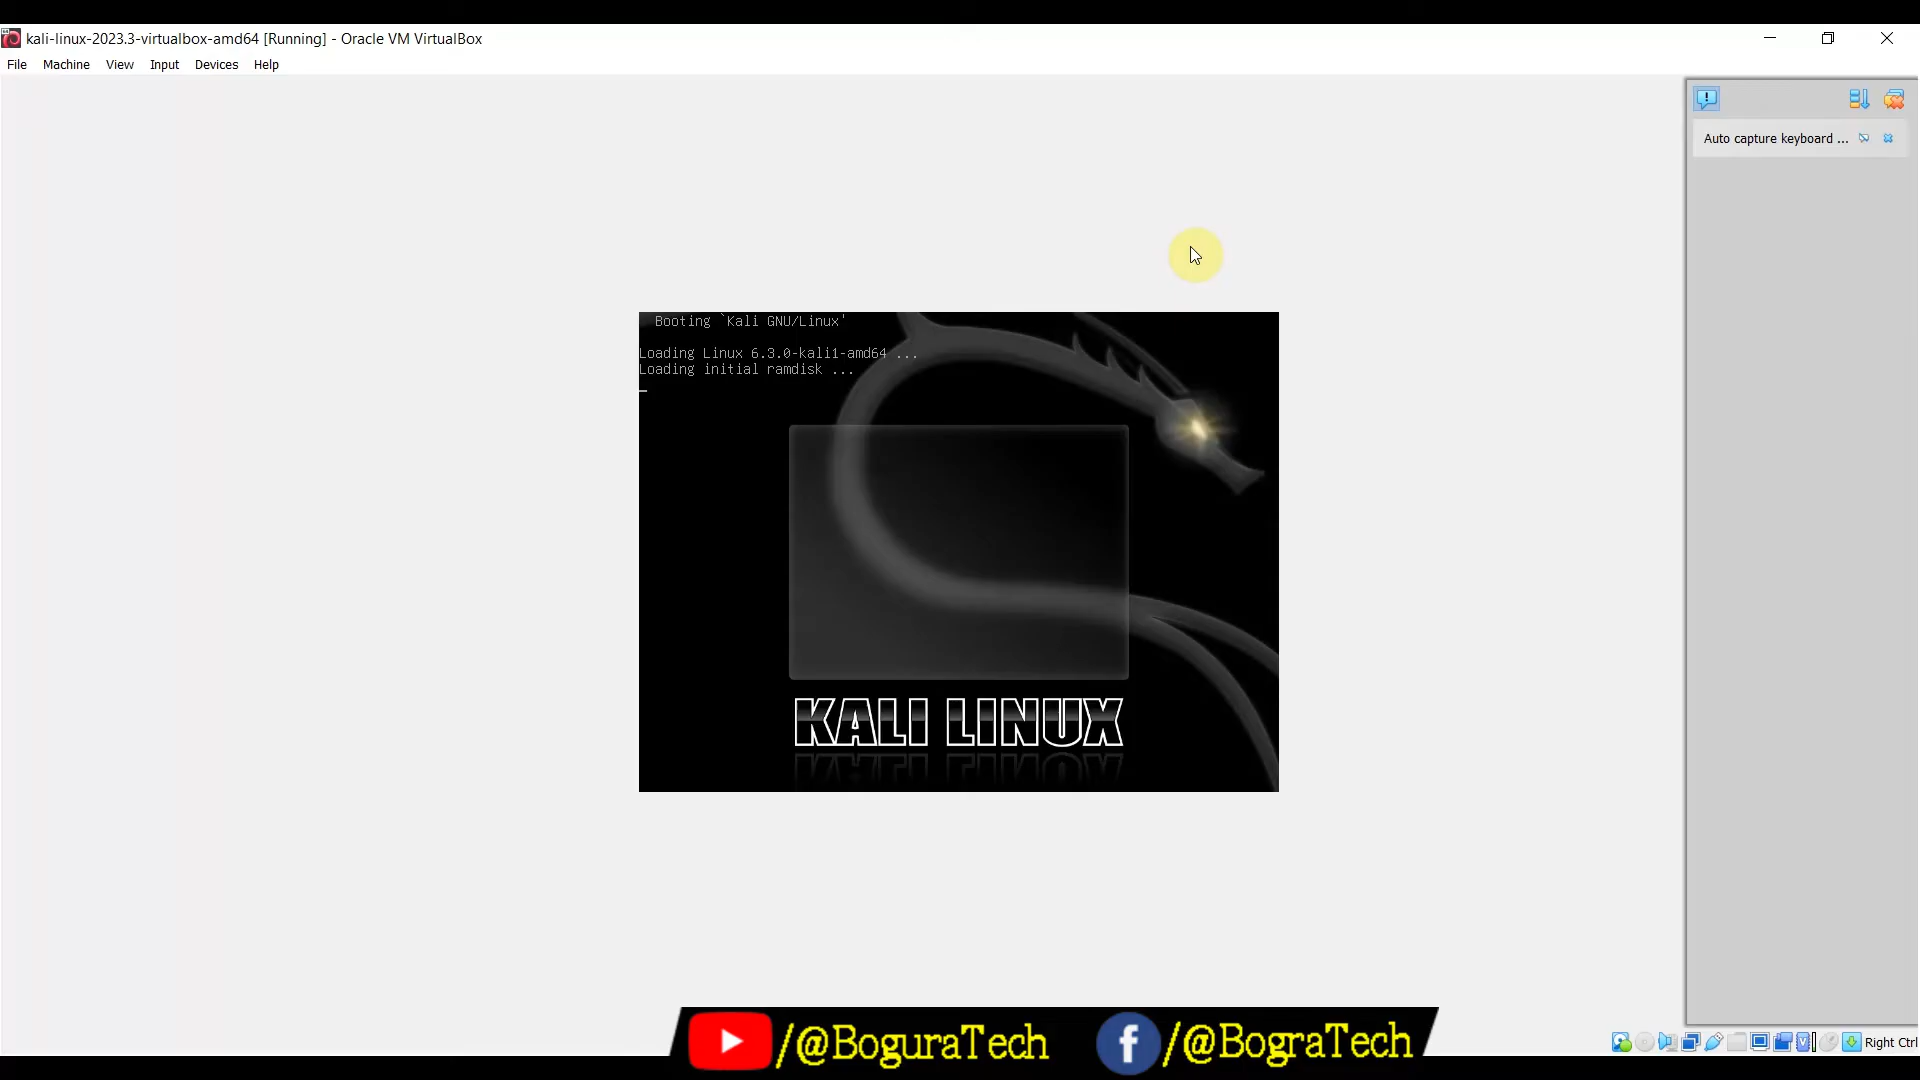 kali-linux-2023.3-virtualbox-amd64 [Running] - Oracle VM VirtualBox
File Machine View Input Devices Help
Auto capture keyboard ...
Booting `Kali GNU/Linux'
Loading Linux 6.3.0-kali1-amd64 ...
Loading initial ramdisk ...
KALI LINUX
/@BoguraTech /@BograTech
Right Ctrl